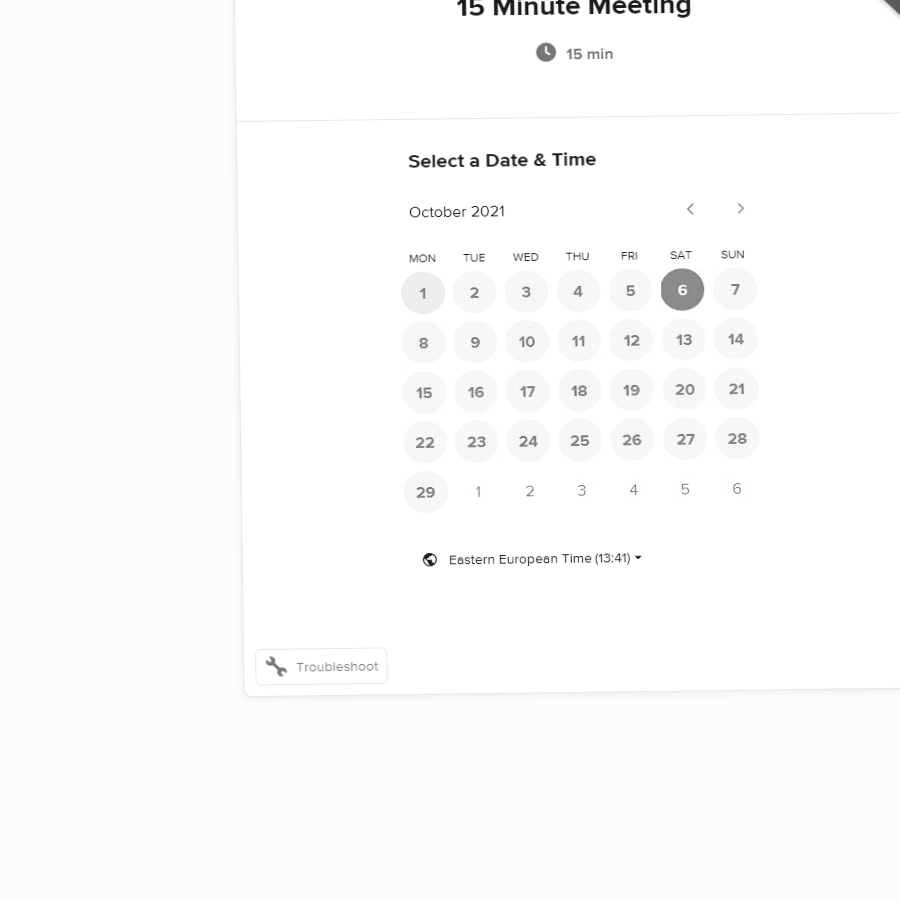 15 Minute Meeting
15 min
Select a Date & Time
October 2021
MON TUE WED THU FRI SAT SUN
1 2 3 4 5 6 7
8 9 10 11 12 13 14
15 16 17 18 19 20 21
22 23 24 25 26 27 28
29 1 2 3 4 5 6
Eastern European Time (13:41)
Troubleshoot